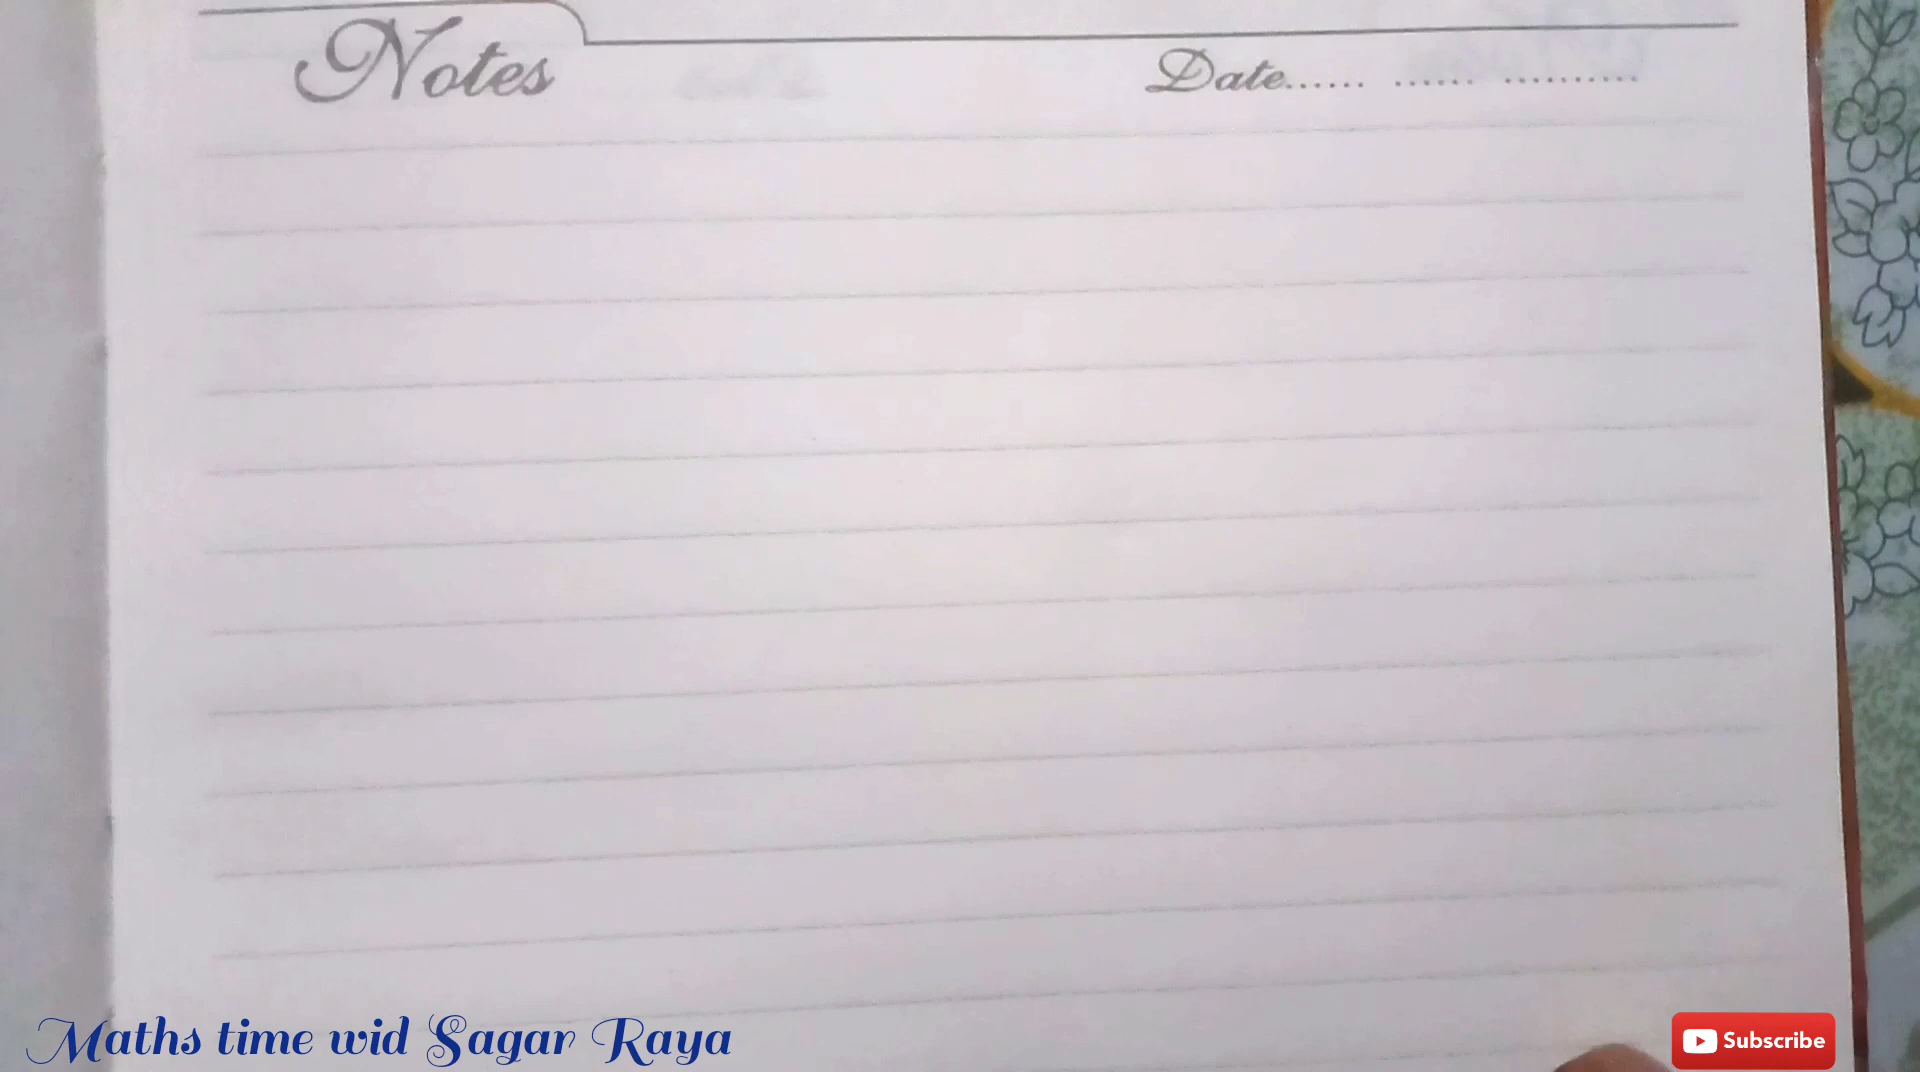 Notes
Date...... ...... ..........
Maths time wid Sagar Raya
Subscribe